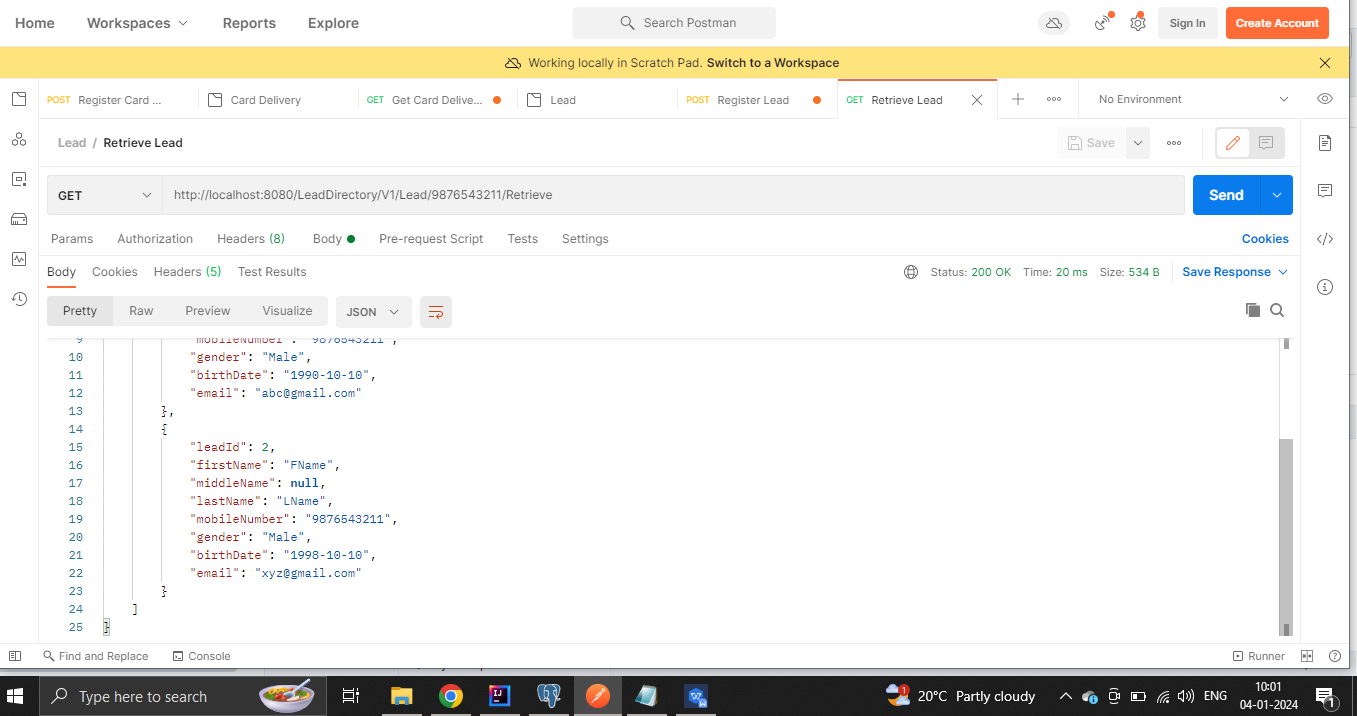 Home Workspaces Reports Explore Search Postman Sign In Create Account
Working locally in Scratch Pad. Switch to a Workspace
POST Register Card ... Card Delivery GET Get Card Delive... Lead POST Register Lead GET Retrieve Lead No Environment
Lead / Retrieve Lead Save
GET http://localhost:8080/LeadDirectory/V1/Lead/9876543211/Retrieve Send
Params Authorization Headers (8) Body Pre-request Script Tests Settings Cookies
Body Cookies Headers (5) Test Results Status: 200 OK Time: 20 ms Size: 534 B Save Response
Pretty Raw Preview Visualize JSON
9 "mobileNumber": "9876543211",
10 "gender": "Male",
11 "birthDate": "1990-10-10",
12 "email": "abc@gmail.com"
13 },
14 {
15 "leadId": 2,
16 "firstName": "FName",
17 "middleName": null,
18 "lastName": "LName",
19 "mobileNumber": "9876543211",
20 "gender": "Male",
21 "birthDate": "1998-10-10",
22 "email": "xyz@gmail.com"
23 }
24 ]
25 }
Find and Replace Console Runner
Type here to search 1 20°C Partly cloudy ENG 10:01
04-01-2024 1